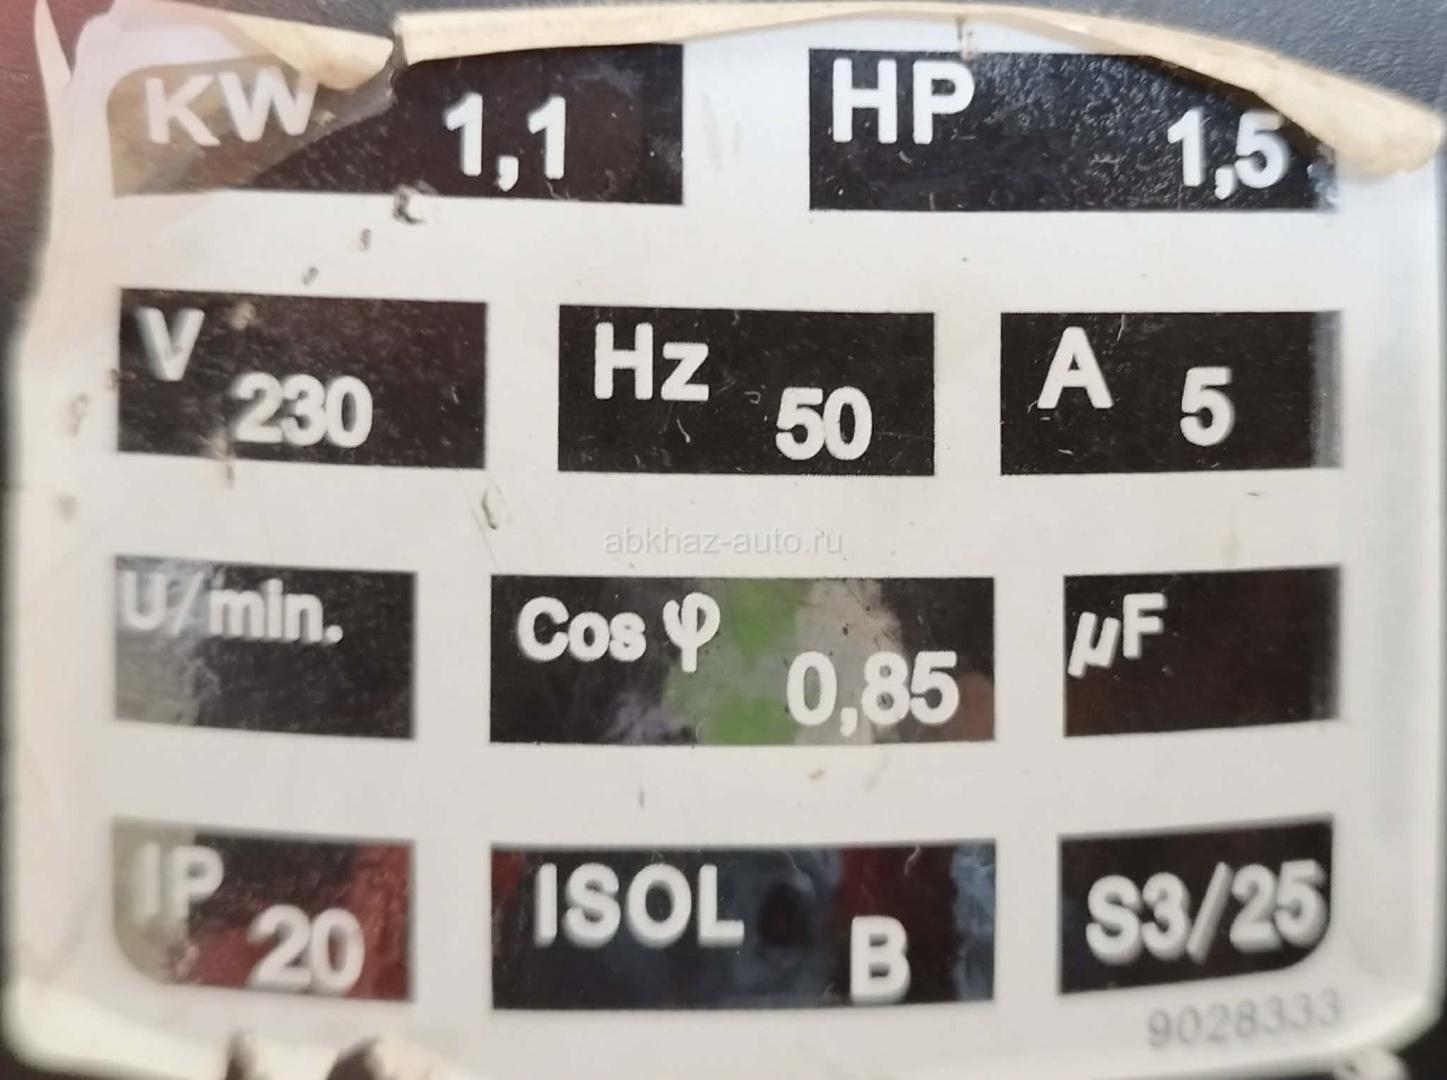 KW 1,1 HP 1,5
V 230 Hz 50 A 5
abkhaz-auto.ru
U/min. Cos φ 0,85 µF
IP 20 ISOL B S3/25
9028333